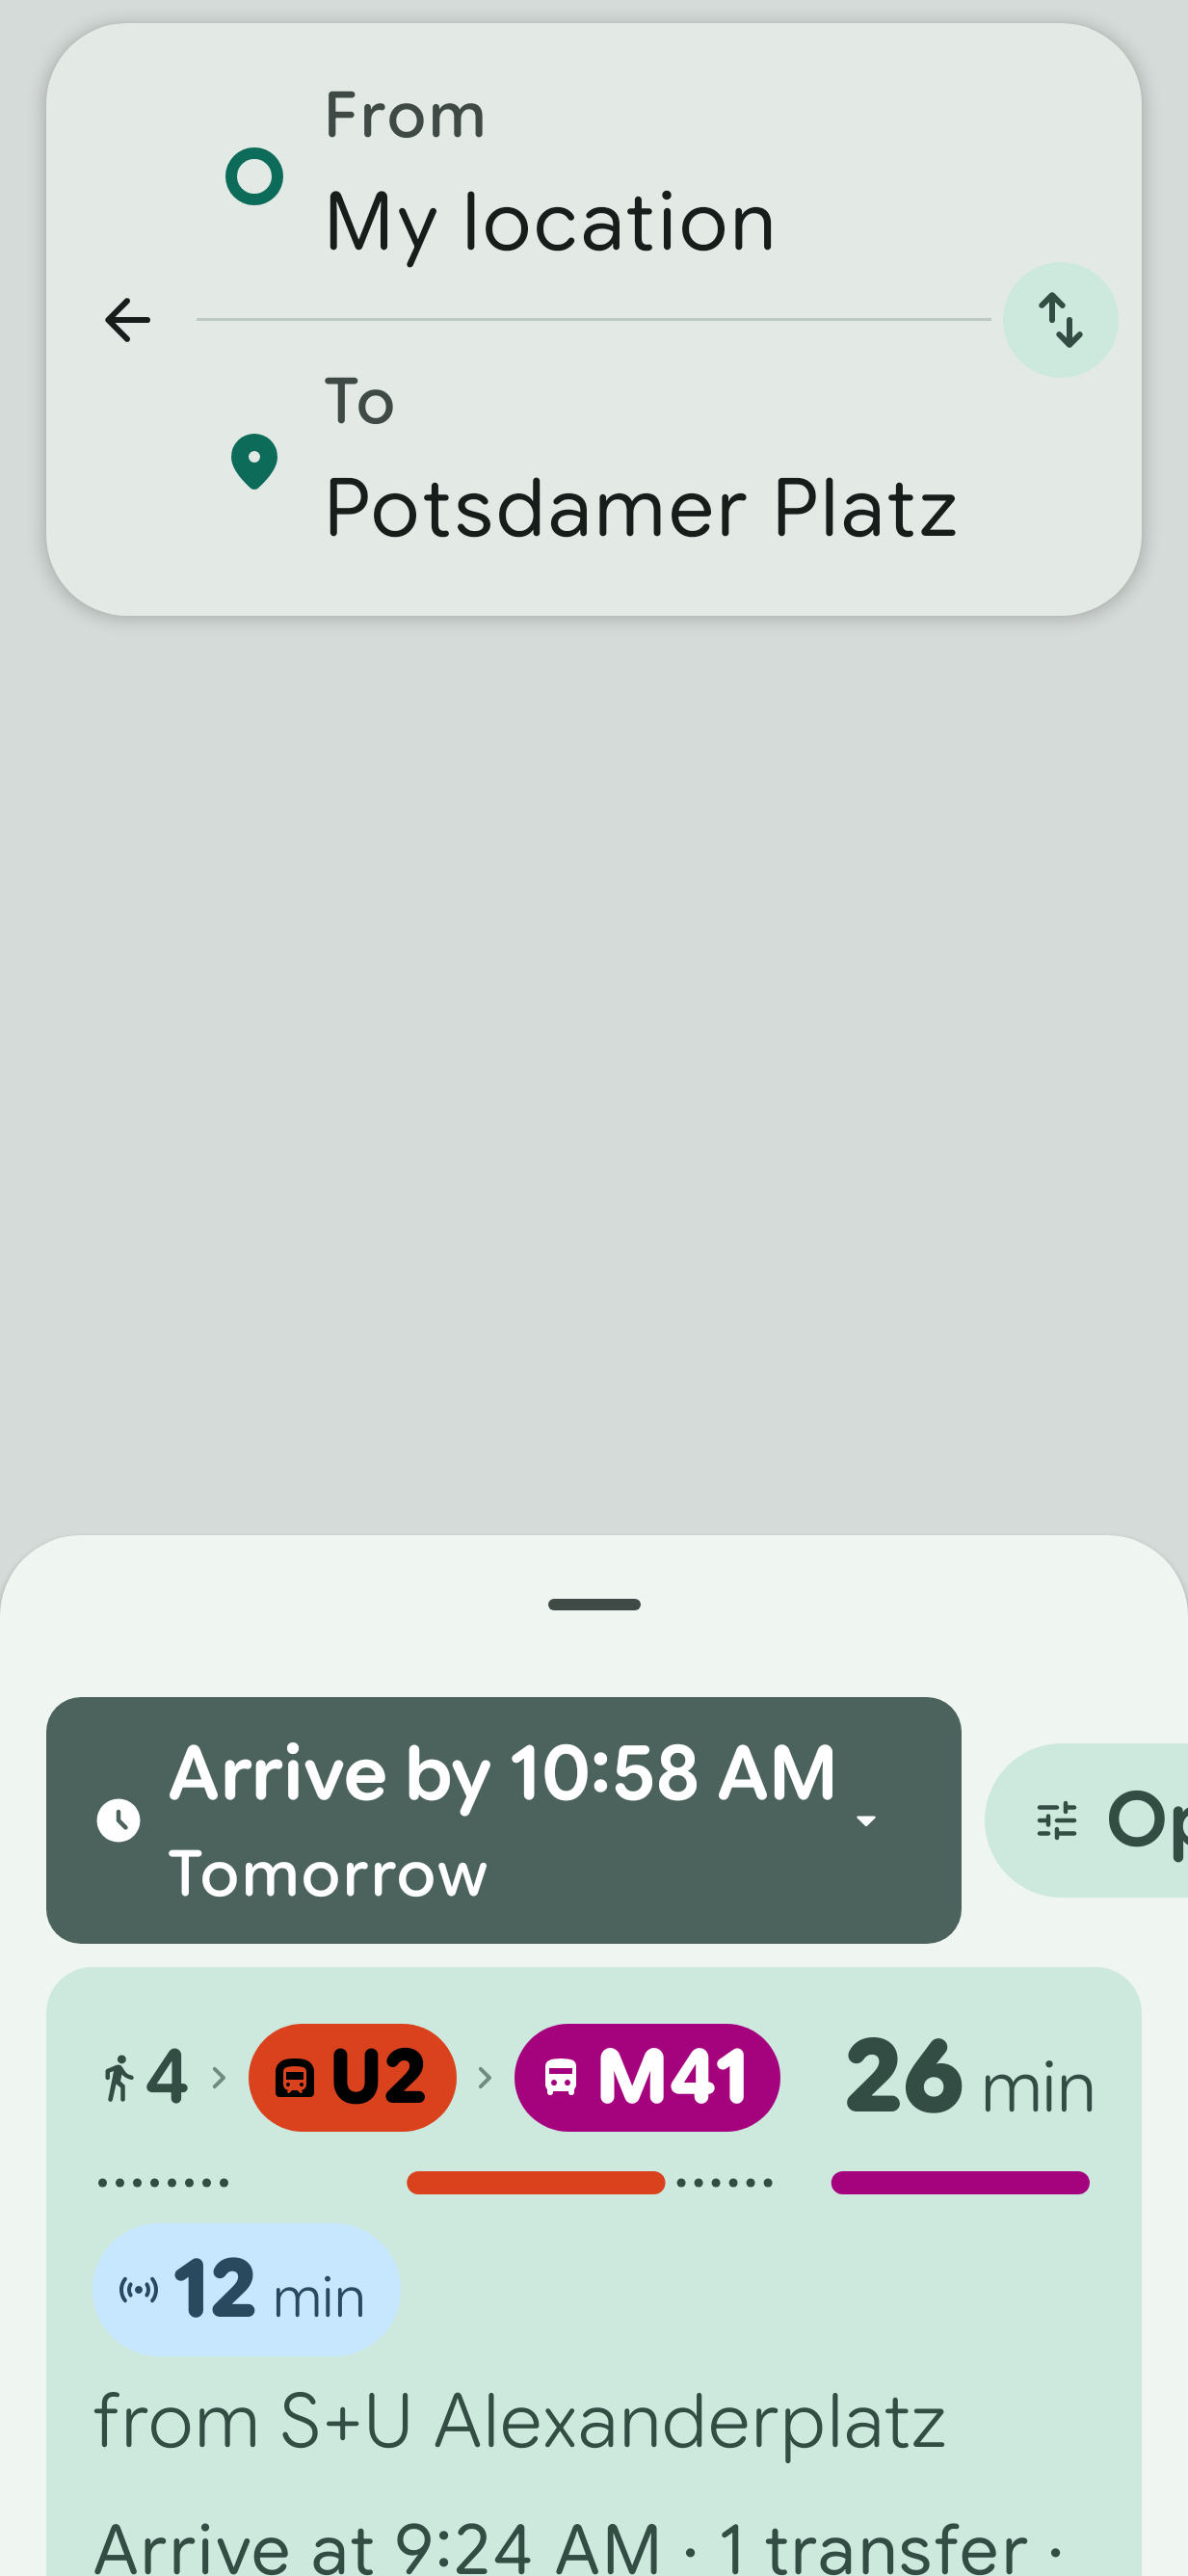 From
My location
To
Potsdamer Platz
Arrive by 10:58 AM
Tomorrow
4 U2 M41 26 min
12 min
from S+U Alexanderplatz
Arrive at 9:24 AM · 1 transfer ·